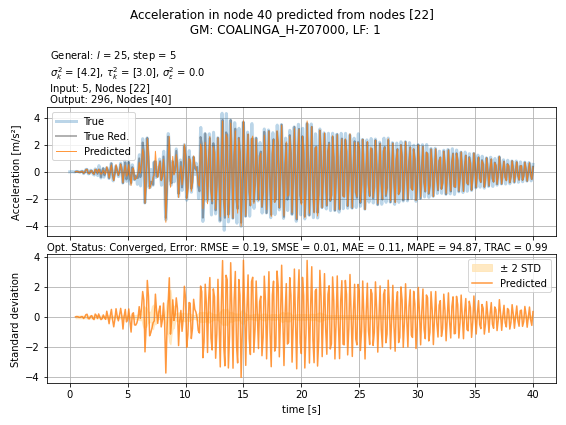 Acceleration in node 40 predicted from nodes [22]
GM: COALINGA_H-Z07000, LF: 1
General: l = 25, step = 5
σ²ₖ = [4.2], τ²ₖ = [3.0], σ²ε = 0.0
Input: 5, Nodes [22]
Output: 296, Nodes [40]
Acceleration [m/s²]
4
2
0
−2
−4
True
True Red.
Predicted
Opt. Status: Converged, Error: RMSE = 0.19, SMSE = 0.01, MAE = 0.11, MAPE = 94.87, TRAC = 0.99
Standard deviation
4
2
0
−2
−4
± 2 STD
Predicted
0 5 10 15 20 25 30 35 40
time [s]